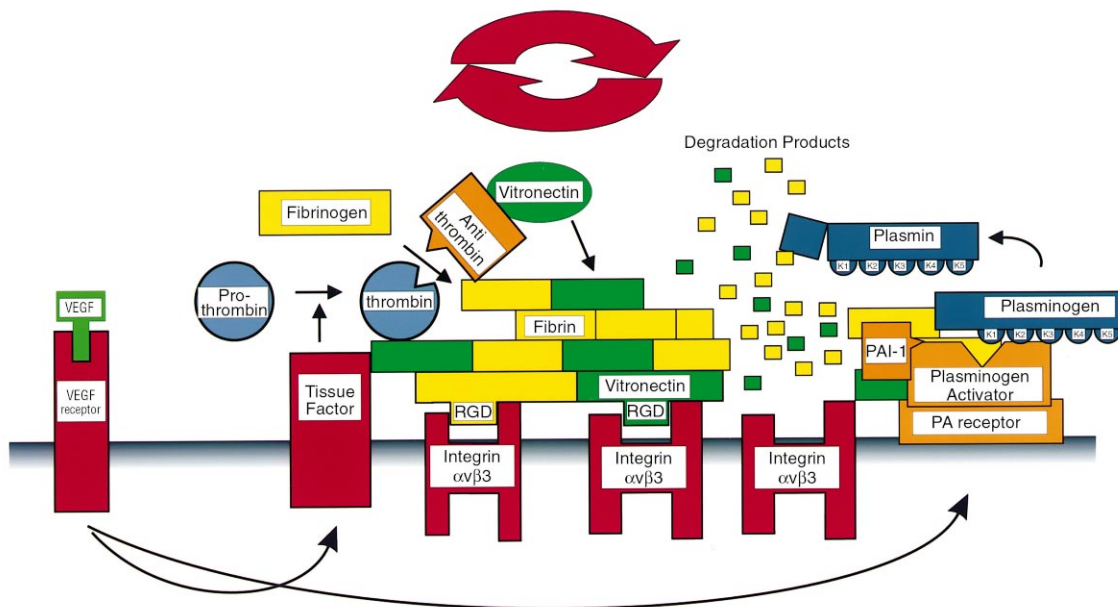 Degradation Products
Vitronectin
Fibrinogen
Anti
thrombin
Plasmin
K1 K2 K3 K4 K5
Pro-
thrombin
thrombin
VEGF
Plasminogen
K1 K2 K3 K4 K5
Fibrin
PAI-1
VEGF
receptor
Tissue
Factor
Vitronectin
Plasminogen
Activator
RGD
RGD
PA receptor
Integrin
αvβ3
Integrin
αvβ3
Integrin
αvβ3